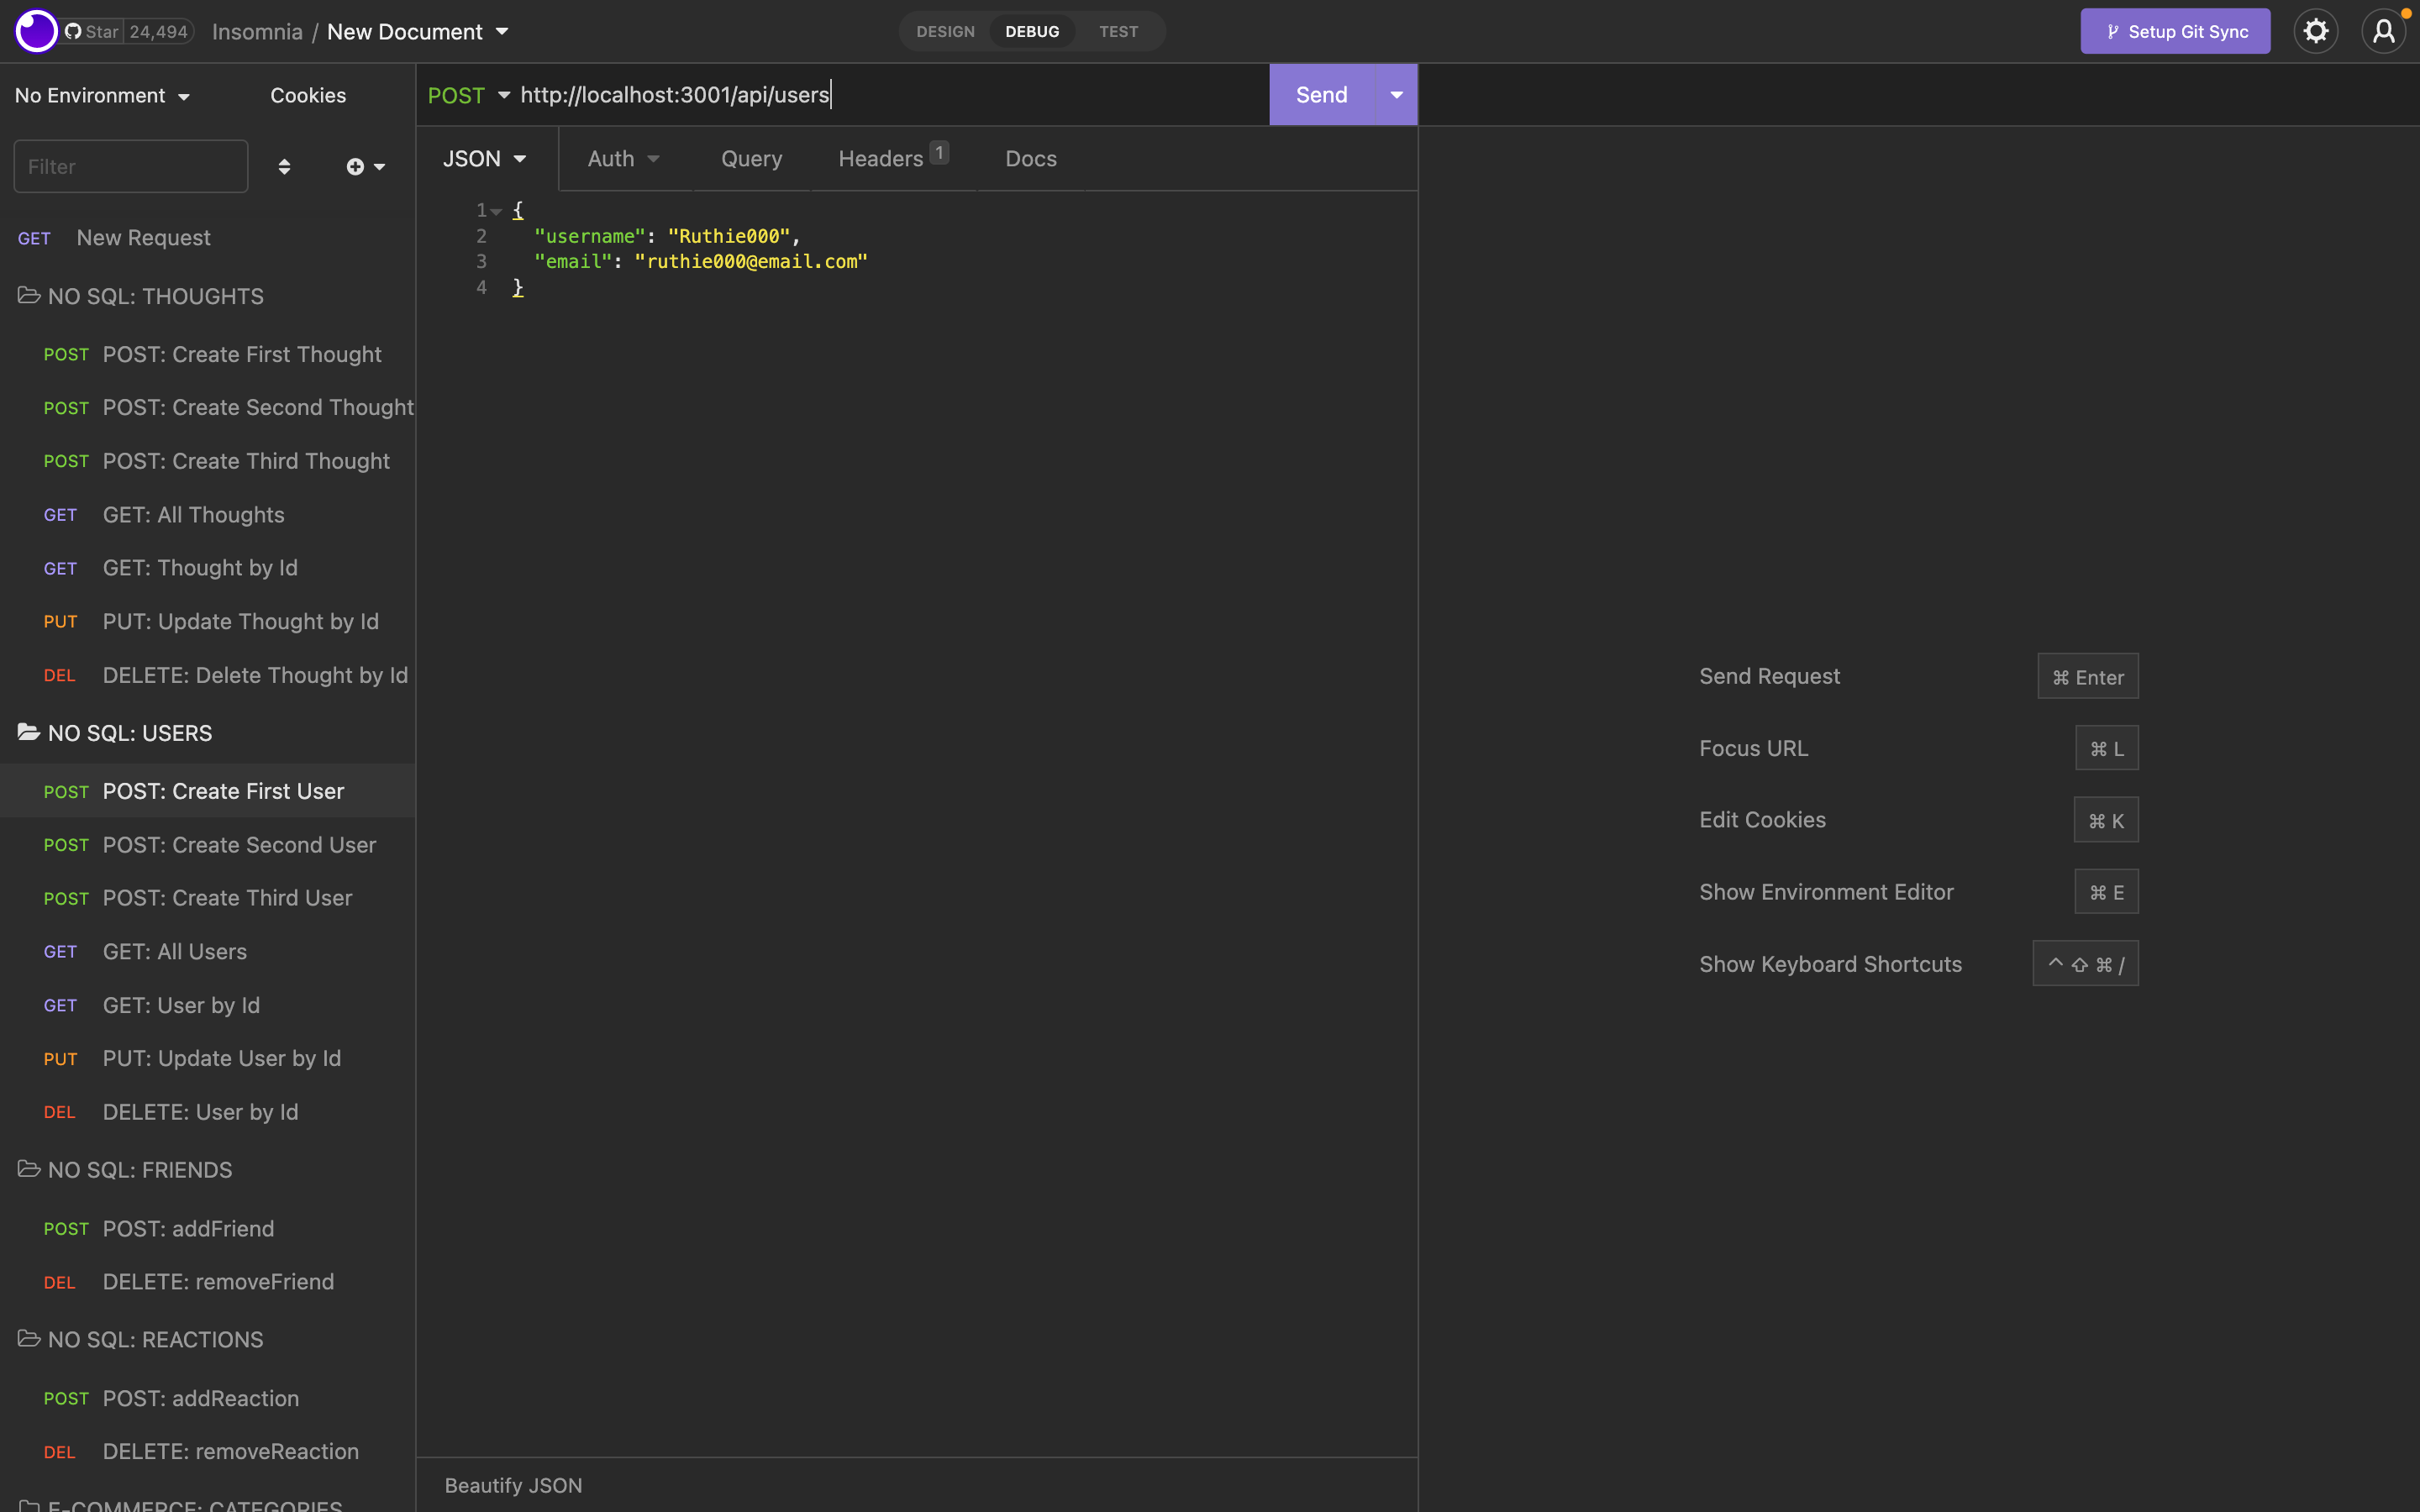 Star 24,494 Insomnia / New Document DESIGN DEBUG TEST Setup Git Sync
No Environment Cookies
Filter
GET New Request
NO SQL: THOUGHTS
POST POST: Create First Thought
POST POST: Create Second Thought
POST POST: Create Third Thought
GET GET: All Thoughts
GET GET: Thought by Id
PUT PUT: Update Thought by Id
DEL DELETE: Delete Thought by Id
NO SQL: USERS
POST POST: Create First User
POST POST: Create Second User
POST POST: Create Third User
GET GET: All Users
GET GET: User by Id
PUT PUT: Update User by Id
DEL DELETE: User by Id
NO SQL: FRIENDS
POST POST: addFriend
DEL DELETE: removeFriend
NO SQL: REACTIONS
POST POST: addReaction
DEL DELETE: removeReaction
E-COMMERCE: CATEGORIES
POST http://localhost:3001/api/users Send
JSON Auth Query Headers 1 Docs
1 {
2 "username": "Ruthie000",
3 "email": "ruthie000@email.com"
4 }
Beautify JSON
Send Request ⌘ Enter
Focus URL ⌘ L
Edit Cookies ⌘ K
Show Environment Editor ⌘ E
Show Keyboard Shortcuts ^ ⇧ ⌘ /